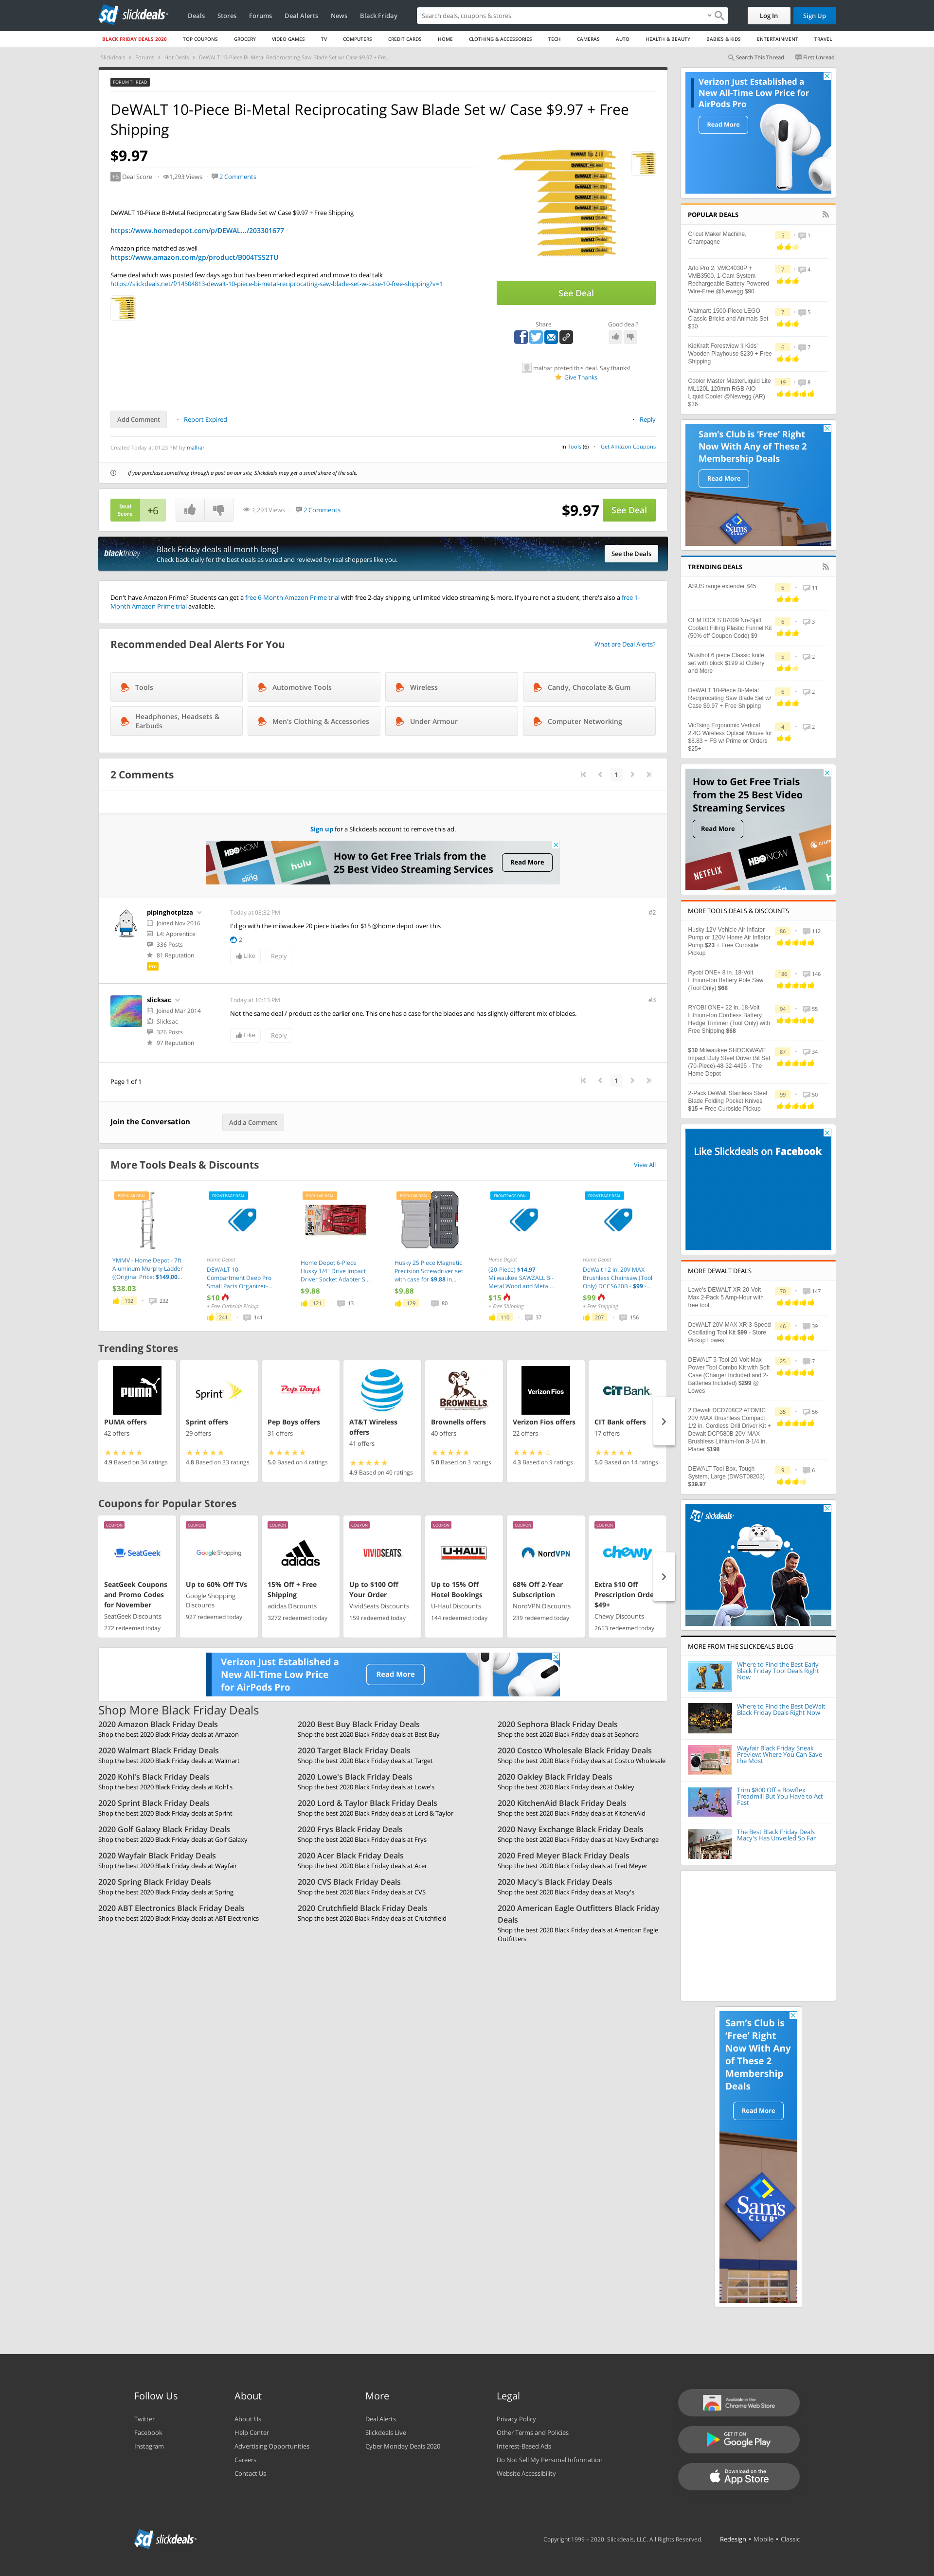 slickdeals
Deals
Stores
Forums
Deal Alerts
News
Black Friday
Search deals, coupons & stores
Log In
Sign Up
BLACK FRIDAY DEALS 2020
TOP COUPONS
GROCERY
VIDEO GAMES
TV
COMPUTERS
CREDIT CARDS
HOME
CLOTHING & ACCESSORIES
TECH
CAMERAS
AUTO
HEALTH & BEAUTY
BABIES & KIDS
ENTERTAINMENT
TRAVEL
Slickdeals
Forums
Hot Deals
DeWALT 10-Piece Bi-Metal Reciprocating Saw Blade Set w/ Case $9.97 + Fre...
Search This Thread
First Unread
FORUM THREAD
DeWALT 10-Piece Bi-Metal Reciprocating Saw Blade Set w/ Case $9.97 + Free
Shipping
$9.97
+6 Deal Score
1,293 Views
2 Comments
DeWALT 10-Piece Bi-Metal Reciprocating Saw Blade Set w/ Case $9.97 + Free Shipping
https://www.homedepot.com/p/DEWAL.../203301677
Amazon price matched as well
https://www.amazon.com/gp/product/B004TSS2TU
Same deal which was posted few days ago but has been marked expired and move to deal talk
https://slickdeals.net/f/14504813-dewalt-10-piece-bi-metal-reciprocating-saw-blade-set-w-case-10-free-shipping?v=1
See Deal
Share
Good deal?
malhar posted this deal. Say thanks!
Give Thanks
Add Comment
Report Expired
Reply
Created Today at 01:23 PM by malhar
in Tools (6)
Get Amazon Coupons
If you purchase something through a post on our site, Slickdeals may get a small share of the sale.
Deal
Score
+6
1,293 Views
2 Comments
$9.97
See Deal
blackfriday
Black Friday deals all month long!
Check back daily for the best deals as voted and reviewed by real shoppers like you.
See the Deals
Don't have Amazon Prime? Students can get a free 6-Month Amazon Prime trial with free 2-day shipping, unlimited video streaming & more. If you're not a student, there's also a free 1-
Month Amazon Prime trial available.
Recommended Deal Alerts For You
What are Deal Alerts?
Tools
Automotive Tools
Wireless
Candy, Chocolate & Gum
Headphones, Headsets &
Earbuds
Men's Clothing & Accessories
Under Armour
Computer Networking
2 Comments
1
Sign up for a Slickdeals account to remove this ad.
HBO NOW
sling
hulu
How to Get Free Trials from the
25 Best Video Streaming Services
Read More
pipinghotpizza
Joined Nov 2016
L4: Apprentice
336 Posts
81 Reputation
Pro
Today at 08:32 PM
#2
I'd go with the milwaukee 20 piece blades for $15 @home depot over this
2
Like
Reply
slicksac
Joined Mar 2014
Slicksac
326 Posts
97 Reputation
Today at 10:13 PM
#3
Not the same deal / product as the earlier one. This one has a case for the blades and has slightly different mix of blades.
Like
Reply
Page 1 of 1
1
Join the Conversation
Add a Comment
More Tools Deals & Discounts
View All
POPULAR DEAL
YMMV - Home Depot - 7ft
Aluminum Murphy Ladder
((Original Price: $149.00...
$38.03
192
232
FRONTPAGE DEAL
Home Depot
DEWALT 10-
Compartment Deep Pro
Small Parts Organizer-...
$10
+ Free Curbside Pickup
241
141
POPULAR DEAL
Home Depot 6-Piece
Husky 1/4" Drive Impact
Driver Socket Adapter S...
$9.88
121
13
POPULAR DEAL
Husky 25 Piece Magnetic
Precision Screwdriver set
with case for $9.88 in...
$9.88
129
80
FRONTPAGE DEAL
Home Depot
(20-Piece) $14.97
Milwaukee SAWZALL Bi-
Metal Wood and Metal...
$15
+ Free Shipping
110
37
FRONTPAGE DEAL
Home Depot
DeWalt 12 in. 20V MAX
Brushless Chainsaw (Tool
Only) DCCS620B - $99 -...
$99
+ Free Shipping
207
156
Trending Stores
PUMA
PUMA offers
42 offers
4.9 Based on 34 ratings
Sprint
Sprint offers
29 offers
4.8 Based on 33 ratings
Pep Boys
Pep Boys offers
31 offers
5.0 Based on 4 ratings
AT&T Wireless
offers
41 offers
4.9 Based on 40 ratings
BROWNELLS
Brownells offers
40 offers
5.0 Based on 3 ratings
Verizon Fios
Verizon Fios offers
22 offers
4.3 Based on 9 ratings
CIT Bank
CIT Bank offers
17 offers
5.0 Based on 14 ratings
Coupons for Popular Stores
COUPON
SeatGeek
SeatGeek Coupons
and Promo Codes
for November
SeatGeek Discounts
272 redeemed today
COUPON
Google Shopping
Up to 60% Off TVs
Google Shopping
Discounts
927 redeemed today
COUPON
adidas
15% Off + Free
Shipping
adidas Discounts
3272 redeemed today
COUPON
VIVIDSEATS
Up to $100 Off
Your Order
VividSeats Discounts
159 redeemed today
COUPON
U-HAUL
Up to 15% Off
Hotel Bookings
U-Haul Discounts
144 redeemed today
COUPON
NordVPN
68% Off 2-Year
Subscription
NordVPN Discounts
239 redeemed today
COUPON
chewy
Extra $10 Off
Prescription Orde
$49+
Chewy Discounts
2653 redeemed today
Verizon Just Established a
New All-Time Low Price
for AirPods Pro
Read More
Shop More Black Friday Deals
2020 Amazon Black Friday Deals
Shop the best 2020 Black Friday deals at Amazon
2020 Best Buy Black Friday Deals
Shop the best 2020 Black Friday deals at Best Buy
2020 Sephora Black Friday Deals
Shop the best 2020 Black Friday deals at Sephora
2020 Walmart Black Friday Deals
Shop the best 2020 Black Friday deals at Walmart
2020 Target Black Friday Deals
Shop the best 2020 Black Friday deals at Target
2020 Costco Wholesale Black Friday Deals
Shop the best 2020 Black Friday deals at Costco Wholesale
2020 Kohl's Black Friday Deals
Shop the best 2020 Black Friday deals at Kohl's
2020 Lowe's Black Friday Deals
Shop the best 2020 Black Friday deals at Lowe's
2020 Oakley Black Friday Deals
Shop the best 2020 Black Friday deals at Oakley
2020 Sprint Black Friday Deals
Shop the best 2020 Black Friday deals at Sprint
2020 Lord & Taylor Black Friday Deals
Shop the best 2020 Black Friday deals at Lord & Taylor
2020 KitchenAid Black Friday Deals
Shop the best 2020 Black Friday deals at KitchenAid
2020 Golf Galaxy Black Friday Deals
Shop the best 2020 Black Friday deals at Golf Galaxy
2020 Frys Black Friday Deals
Shop the best 2020 Black Friday deals at Frys
2020 Navy Exchange Black Friday Deals
Shop the best 2020 Black Friday deals at Navy Exchange
2020 Wayfair Black Friday Deals
Shop the best 2020 Black Friday deals at Wayfair
2020 Acer Black Friday Deals
Shop the best 2020 Black Friday deals at Acer
2020 Fred Meyer Black Friday Deals
Shop the best 2020 Black Friday deals at Fred Meyer
2020 Spring Black Friday Deals
Shop the best 2020 Black Friday deals at Spring
2020 CVS Black Friday Deals
Shop the best 2020 Black Friday deals at CVS
2020 Macy's Black Friday Deals
Shop the best 2020 Black Friday deals at Macy's
2020 ABT Electronics Black Friday Deals
Shop the best 2020 Black Friday deals at ABT Electronics
2020 Crutchfield Black Friday Deals
Shop the best 2020 Black Friday deals at Crutchfield
2020 American Eagle Outfitters Black Friday
Deals
Shop the best 2020 Black Friday deals at American Eagle
Outfitters
Verizon Just Established a
New All-Time Low Price for
AirPods Pro
Read More
POPULAR DEALS
Cricut Maker Machine,
Champagne
5
1
Arlo Pro 2, VMC4030P +
VMB3500, 1-Cam System
Rechargeable Battery Powered
Wire-Free @Newegg $90
7
4
Walmart: 1500-Piece LEGO
Classic Bricks and Animals Set
$30
7
5
KidKraft Forestview II Kids'
Wooden Playhouse $239 + Free
Shipping
6
7
Cooler Master MasterLiquid Lite
ML120L 120mm RGB AIO
Liquid Cooler @Newegg (AR)
$36
19
8
Sam's Club is 'Free' Right
Now With Any of These 2
Membership Deals
Read More
Sam's
TRENDING DEALS
ASUS range extender $45
6
11
OEMTOOLS 87009 No-Spill
Coolant Filling Plastic Funnel Kit
(50% off Coupon Code) $9
6
3
Wusthof 6 piece Classic knife
set with block $199 at Cutlery
and More
5
2
DeWALT 10-Piece Bi-Metal
Reciprocating Saw Blade Set w/
Case $9.97 + Free Shipping
6
2
VicTsing Ergonomic Vertical
2.4G Wireless Optical Mouse for
$8.83 + FS w/ Prime or Orders
$25+
4
2
How to Get Free Trials
from the 25 Best Video
Streaming Services
Read More
HBO NOW
NETFLIX
hulu
sling
MORE TOOLS DEALS & DISCOUNTS
Husky 12V Vehicle Air Inflator
Pump or 120V Home Air Inflator
Pump $23 + Free Curbside
Pickup
86
112
Ryobi ONE+ 8 in. 18-Volt
Lithium-Ion Battery Pole Saw
(Tool Only) $68
186
146
RYOBI ONE+ 22 in. 18-Volt
Lithium-Ion Cordless Battery
Hedge Trimmer (Tool Only) with
Free Shipping $68
94
55
$10 Milwaukee SHOCKWAVE
Impact Duty Steel Driver Bit Set
(70-Piece)-48-32-4495 - The
Home Depot
87
34
2-Pack DeWalt Stainless Steel
Blade Folding Pocket Knives
$15 + Free Curbside Pickup
99
50
Like Slickdeals on Facebook
MORE DEWALT DEALS
Lowe's DEWALT XR 20-Volt
Max 2-Pack 5 Amp-Hour with
free tool
70
147
DeWALT 20V MAX XR 3-Speed
Oscillating Tool Kit $99 - Store
Pickup Lowes
46
39
DEWALT 5-Tool 20-Volt Max
Power Tool Combo Kit with Soft
Case (Charger Included and 2-
Batteries Included) $299 @
Lowes
25
7
2 Dewalt DCD708C2 ATOMIC
20V MAX Brushless Compact
1/2 in. Cordless Drill Driver Kit +
Dewalt DCP580B 20V MAX
Brushless Lithium-Ion 3-1/4 in.
Planer $198
35
56
DEWALT Tool Box, Tough
System, Large (DWST08203)
$39.97
9
6
slickdeals
MORE FROM THE SLICKDEALS BLOG
Where to Find the Best Early
Black Friday Tool Deals Right
Now
Where to Find the Best DeWalt
Black Friday Deals Right Now
Wayfair Black Friday Sneak
Preview: Where You Can Save
the Most
Trim $800 Off a Bowflex
Treadmill But You Have to Act
Fast
The Best Black Friday Deals
Macy's Has Unveiled So Far
Sam's Club is
'Free' Right
Now With Any
of These 2
Membership
Deals
Read More
Sam's
CLUB
Follow Us
Twitter
Facebook
Instagram
About
About Us
Help Center
Advertising Opportunities
Careers
Contact Us
More
Deal Alerts
Slickdeals Live
Cyber Monday Deals 2020
Legal
Privacy Policy
Other Terms and Policies
Interest-Based Ads
Do Not Sell My Personal Information
Website Accessibility
Available in the
Chrome Web Store
GET IT ON
Google Play
Download on the
App Store
slickdeals
Copyright 1999 - 2020. Slickdeals, LLC. All Rights Reserved.
Redesign • Mobile • Classic